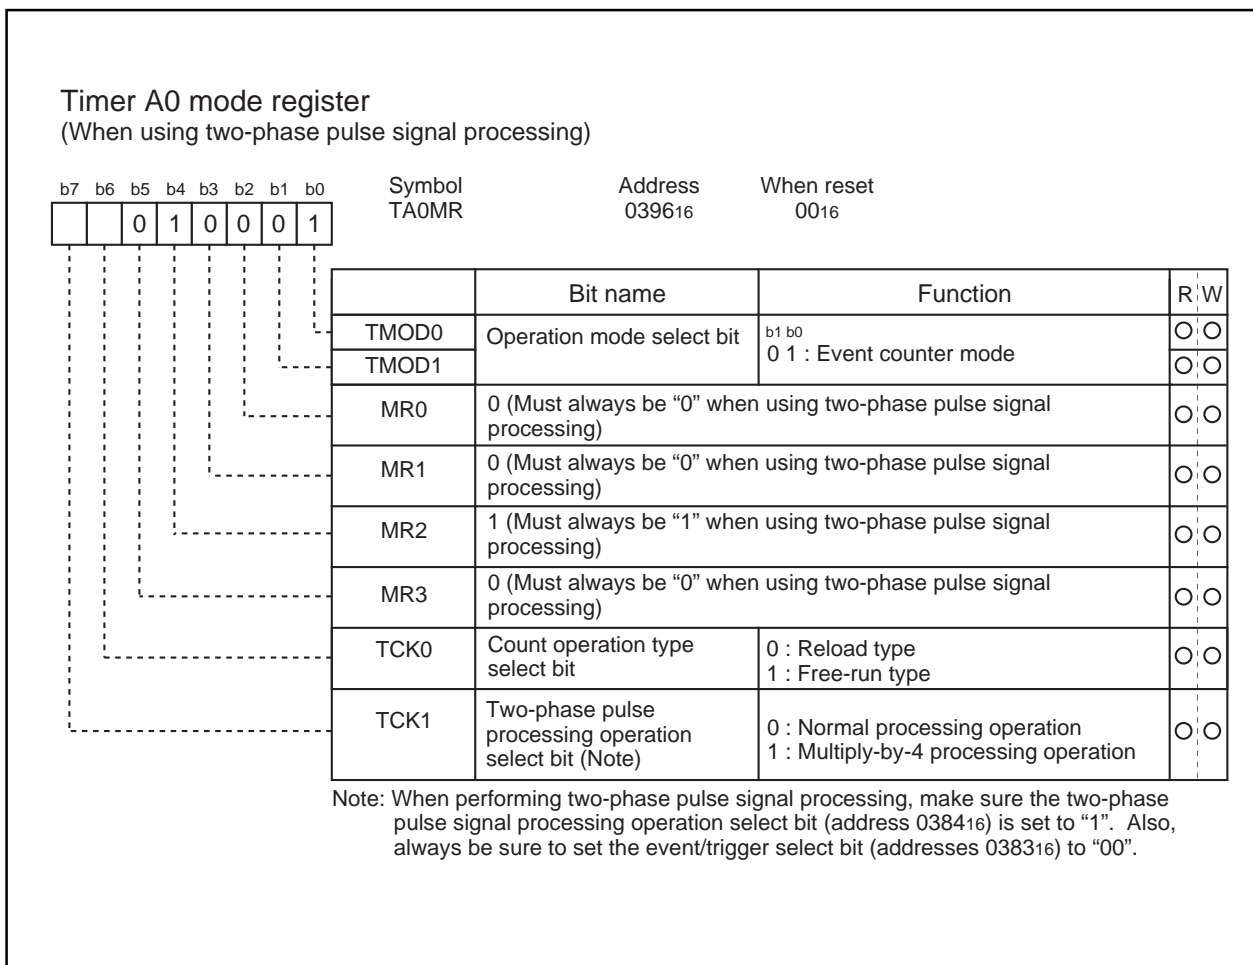 Timer A0 mode register
(When using two-phase pulse signal processing)
b7 b6 b5 b4 b3 b2 b1 b0
0 1 0 0 0 1
Symbol Address When reset
TA0MR 039616 0016
Bit name Function R W
TMOD0
TMOD1
Operation mode select bit
b1 b0
0 1 : Event counter mode
MR0
0 (Must always be “0” when using two-phase pulse signal
processing)
MR1
0 (Must always be “0” when using two-phase pulse signal
processing)
MR2
1 (Must always be “1” when using two-phase pulse signal
processing)
MR3
0 (Must always be “0” when using two-phase pulse signal
processing)
TCK0
Count operation type
select bit
0 : Reload type
1 : Free-run type
TCK1
Two-phase pulse
processing operation
select bit (Note)
0 : Normal processing operation
1 : Multiply-by-4 processing operation
Note: When performing two-phase pulse signal processing, make sure the two-phase
pulse signal processing operation select bit (address 038416) is set to “1”. Also,
always be sure to set the event/trigger select bit (addresses 038316) to “00”.